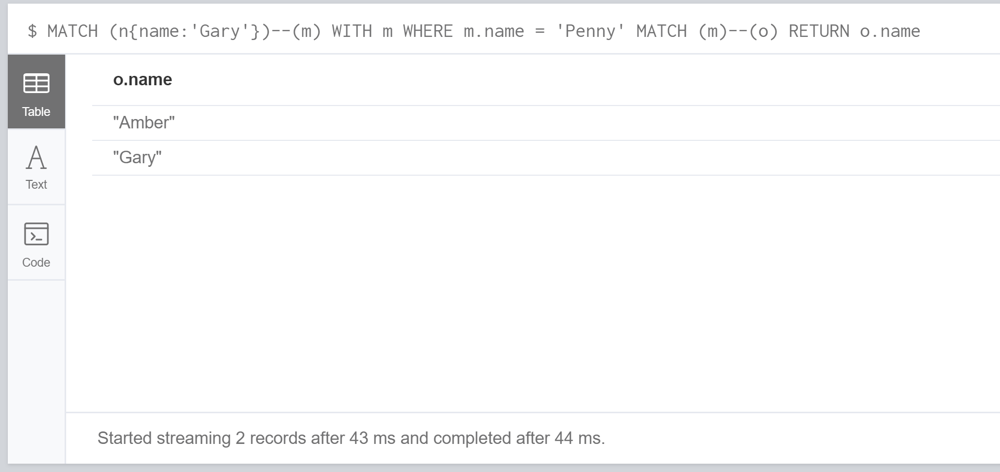 $ MATCH (n{name:'Gary'})--(m) WITH m WHERE m.name = 'Penny' MATCH (m)--(o) RETURN o.name
o.name
Table
"Amber"
"Gary"
Text
Code
Started streaming 2 records after 43 ms and completed after 44 ms.